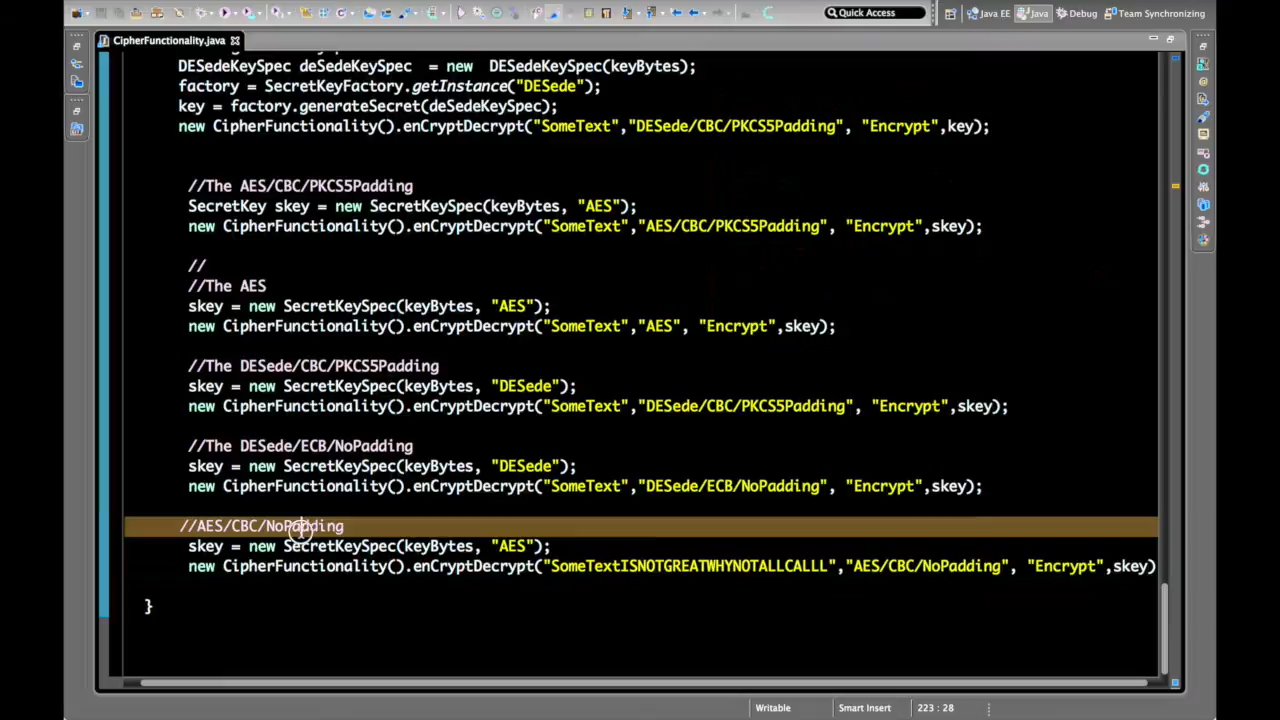 Quick Access
Java EE
Java
Debug
Team Synchronizing
CipherFunctionality.java
DESedeKeySpec deSedeKeySpec  = new  DESedeKeySpec(keyBytes);
factory = SecretKeyFactory.getInstance("DESede");
key = factory.generateSecret(deSedeKeySpec);
new CipherFunctionality().enCryptDecrypt("SomeText","DESede/CBC/PKCS5Padding", "Encrypt",key);
//The AES/CBC/PKCS5Padding
SecretKey skey = new SecretKeySpec(keyBytes, "AES");
new CipherFunctionality().enCryptDecrypt("SomeText","AES/CBC/PKCS5Padding", "Encrypt",skey);
//
//The AES
skey = new SecretKeySpec(keyBytes, "AES");
new CipherFunctionality().enCryptDecrypt("SomeText","AES", "Encrypt",skey);
//The DESede/CBC/PKCS5Padding
skey = new SecretKeySpec(keyBytes, "DESede");
new CipherFunctionality().enCryptDecrypt("SomeText","DESede/CBC/PKCS5Padding", "Encrypt",skey);
//The DESede/ECB/NoPadding
skey = new SecretKeySpec(keyBytes, "DESede");
new CipherFunctionality().enCryptDecrypt("SomeText","DESede/ECB/NoPadding", "Encrypt",skey);
//AES/CBC/NoPadding
skey = new SecretKeySpec(keyBytes, "AES");
new CipherFunctionality().enCryptDecrypt("SomeTextISNOTGREATWHYNOTALLCALLL","AES/CBC/NoPadding", "Encrypt",skey)
}
Writable
Smart Insert
223 : 28